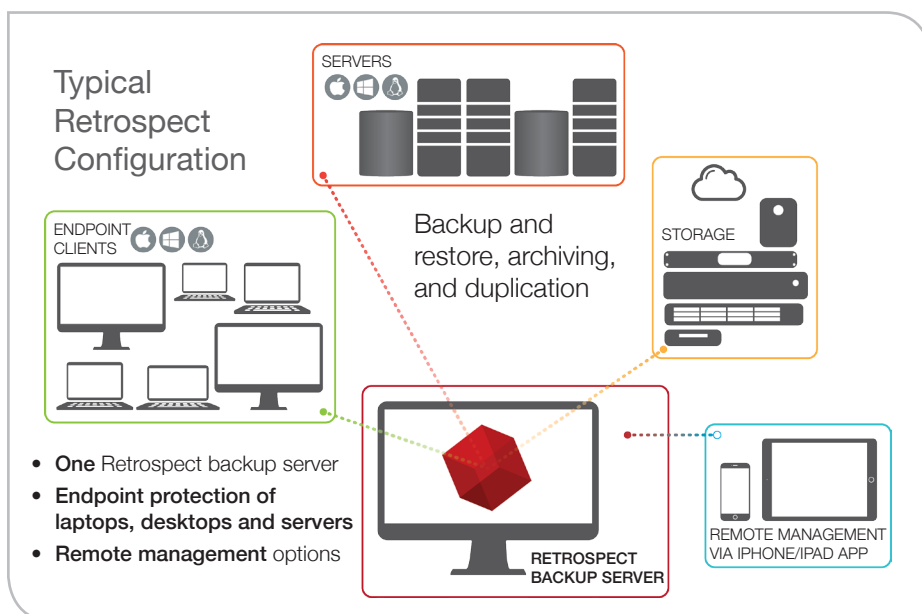 Typical
Retrospect
Configuration
SERVERS
ENDPOINT
CLIENTS
Backup and
restore, archiving,
and duplication
STORAGE
• One Retrospect backup server
• Endpoint protection of
laptops, desktops and servers
• Remote management options
RETROSPECT
BACKUP SERVER
REMOTE MANAGEMENT
VIA IPHONE/IPAD APP